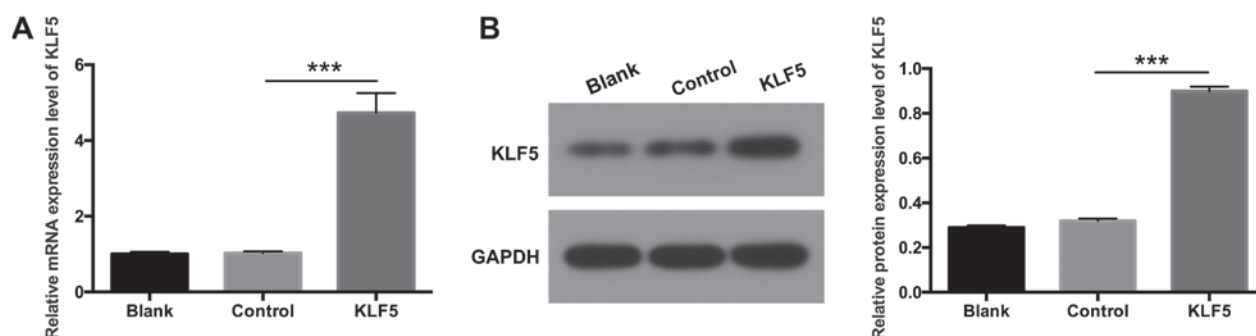 A
Relative mRNA expression level of KLF5
6
4
2
0
***
Blank Control KLF5
B
Blank Control KLF5
KLF5
GAPDH
Relative protein expression level of KLF5
1.0
0.8
0.6
0.4
0.2
0.0
***
Blank Control KLF5